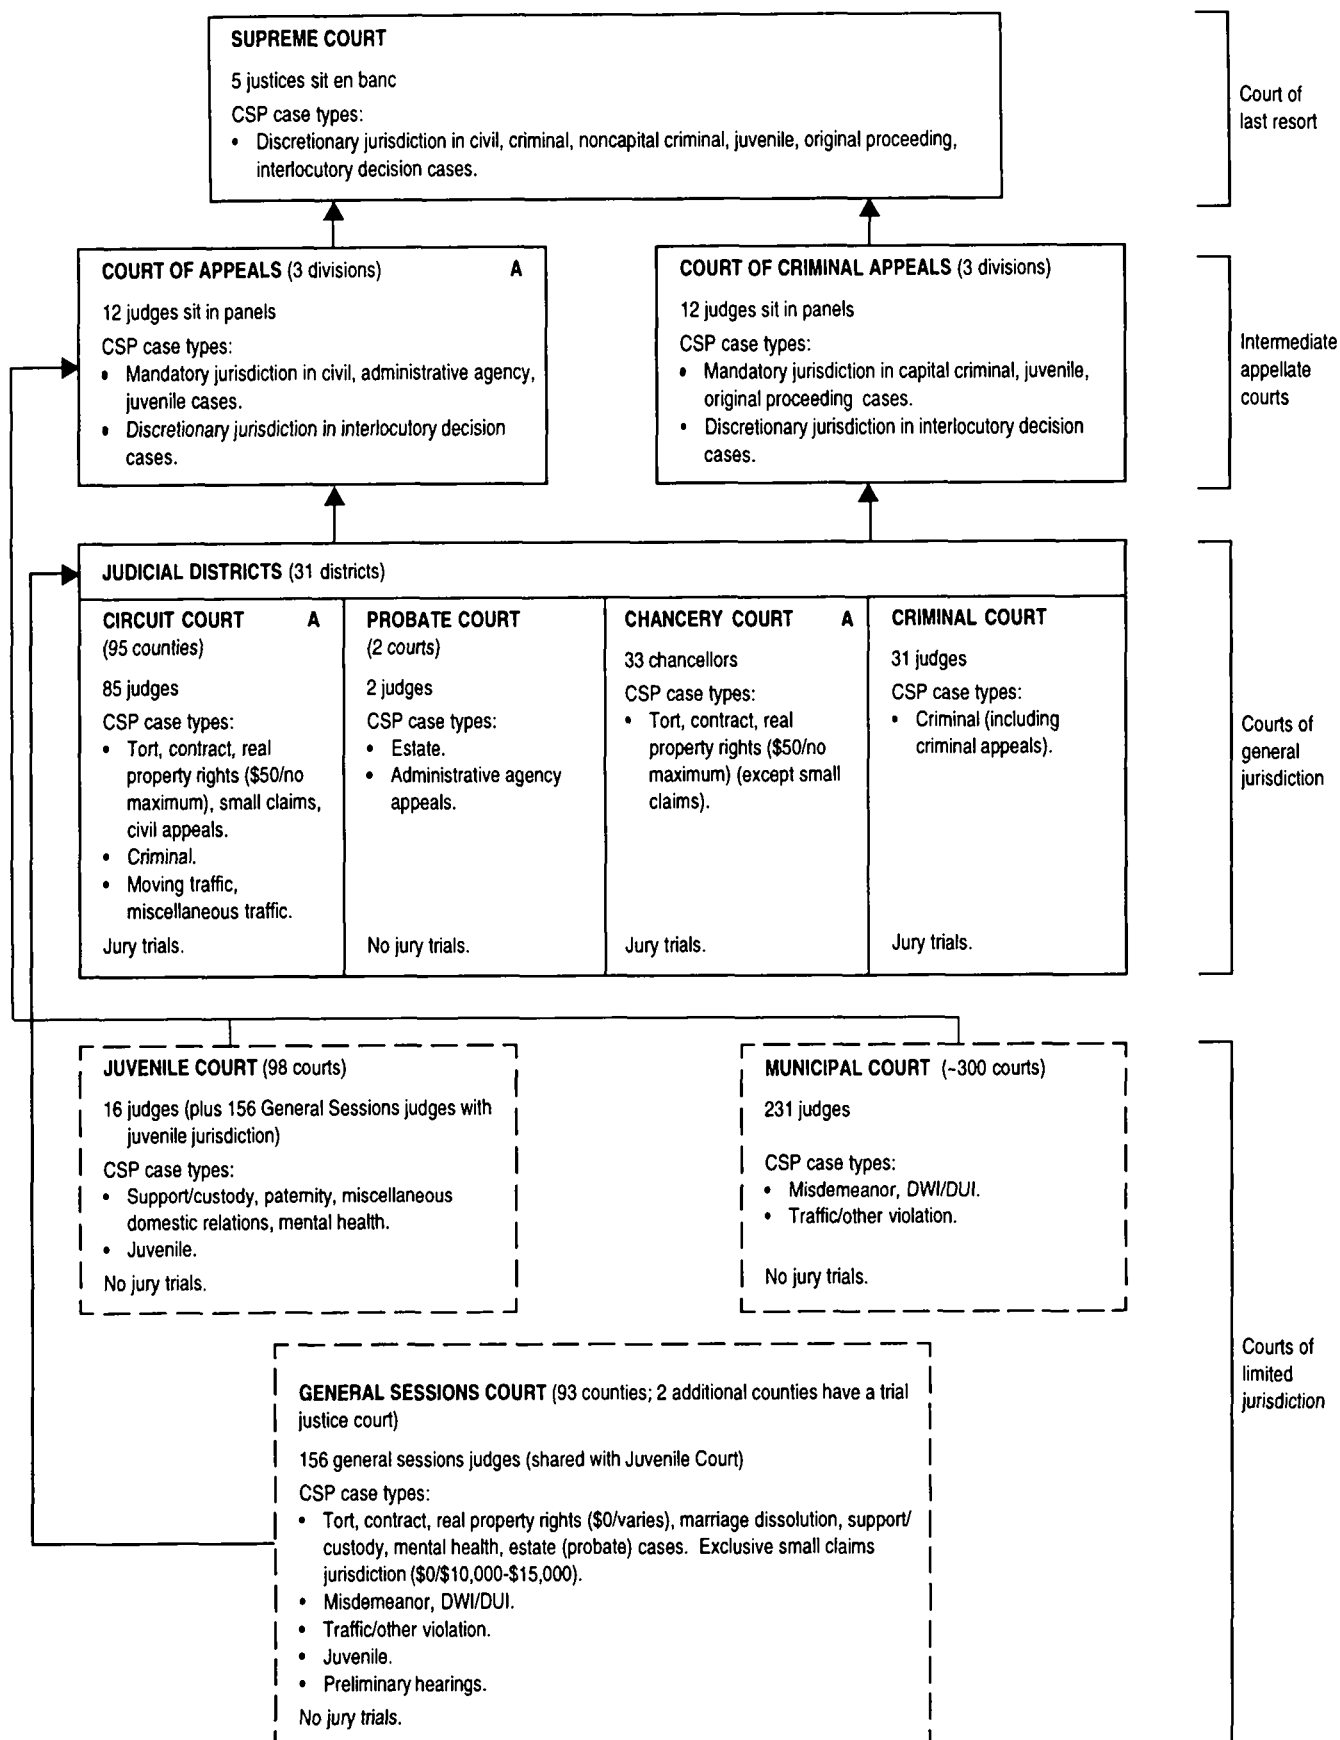 SUPREME COURT
5 justices sit en banc
CSP case types:
• Discretionary jurisdiction in civil, criminal, noncapital criminal, juvenile, original proceeding,
interlocutory decision cases.
Court of
last resort
COURT OF APPEALS (3 divisions) A
12 judges sit in panels
CSP case types:
• Mandatory jurisdiction in civil, administrative agency,
juvenile cases.
• Discretionary jurisdiction in interlocutory decision
cases.
COURT OF CRIMINAL APPEALS (3 divisions)
12 judges sit in panels
CSP case types:
• Mandatory jurisdiction in capital criminal, juvenile,
original proceeding cases.
• Discretionary jurisdiction in interlocutory decision
cases.
Intermediate
appellate
courts
JUDICIAL DISTRICTS (31 districts)
CIRCUIT COURT A
(95 counties)
85 judges
CSP case types:
• Tort, contract, real
property rights ($50/no
maximum), small claims,
civil appeals.
• Criminal.
• Moving traffic,
miscellaneous traffic.
Jury trials.
PROBATE COURT
(2 courts)
2 judges
CSP case types:
• Estate.
• Administrative agency
appeals.
No jury trials.
CHANCERY COURT A
33 chancellors
CSP case types:
• Tort, contract, real
property rights ($50/no
maximum) (except small
claims).
Jury trials.
CRIMINAL COURT
31 judges
CSP case types:
• Criminal (including
criminal appeals).
Jury trials.
Courts of
general
jurisdiction
JUVENILE COURT (98 courts)
16 judges (plus 156 General Sessions judges with
juvenile jurisdiction)
CSP case types:
• Support/custody, paternity, miscellaneous
domestic relations, mental health.
• Juvenile.
No jury trials.
MUNICIPAL COURT (~300 courts)
231 judges
CSP case types:
• Misdemeanor, DWI/DUI.
• Traffic/other violation.
No jury trials.
GENERAL SESSIONS COURT (93 counties; 2 additional counties have a trial
justice court)
156 general sessions judges (shared with Juvenile Court)
CSP case types:
• Tort, contract, real property rights ($0/varies), marriage dissolution, support/
custody, mental health, estate (probate) cases. Exclusive small claims
jurisdiction ($0/$10,000-$15,000).
• Misdemeanor, DWI/DUI.
• Traffic/other violation.
• Juvenile.
• Preliminary hearings.
No jury trials.
Courts of
limited
jurisdiction